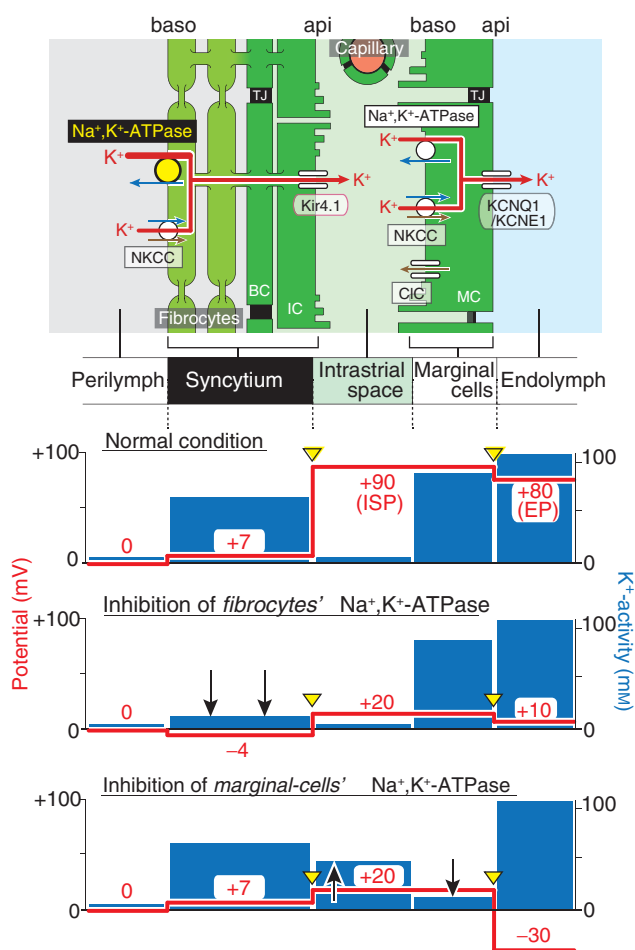 baso api baso api
Capillary
TJ TJ
Na⁺,K⁺-ATPase Na⁺,K⁺-ATPase
K⁺ K⁺ K⁺ K⁺
Kir4.1 KCNQ1
/KCNE1
K⁺ K⁺
NKCC NKCC
BC ClC MC
IC
Fibrocytes
Perilymph Syncytium Intrastrial
space Marginal
cells Endolymph
Normal condition
+100 100
0 +7 +90
(ISP) +80
(EP)
0 0
Inhibition of fibrocytes' Na⁺,K⁺-ATPase
+100 100
0 –4 +20 +10
0 0
Inhibition of marginal-cells' Na⁺,K⁺-ATPase
+100 100
0 +7 +20 –30
0 0
Potential (mV)
K⁺-activity (mM)